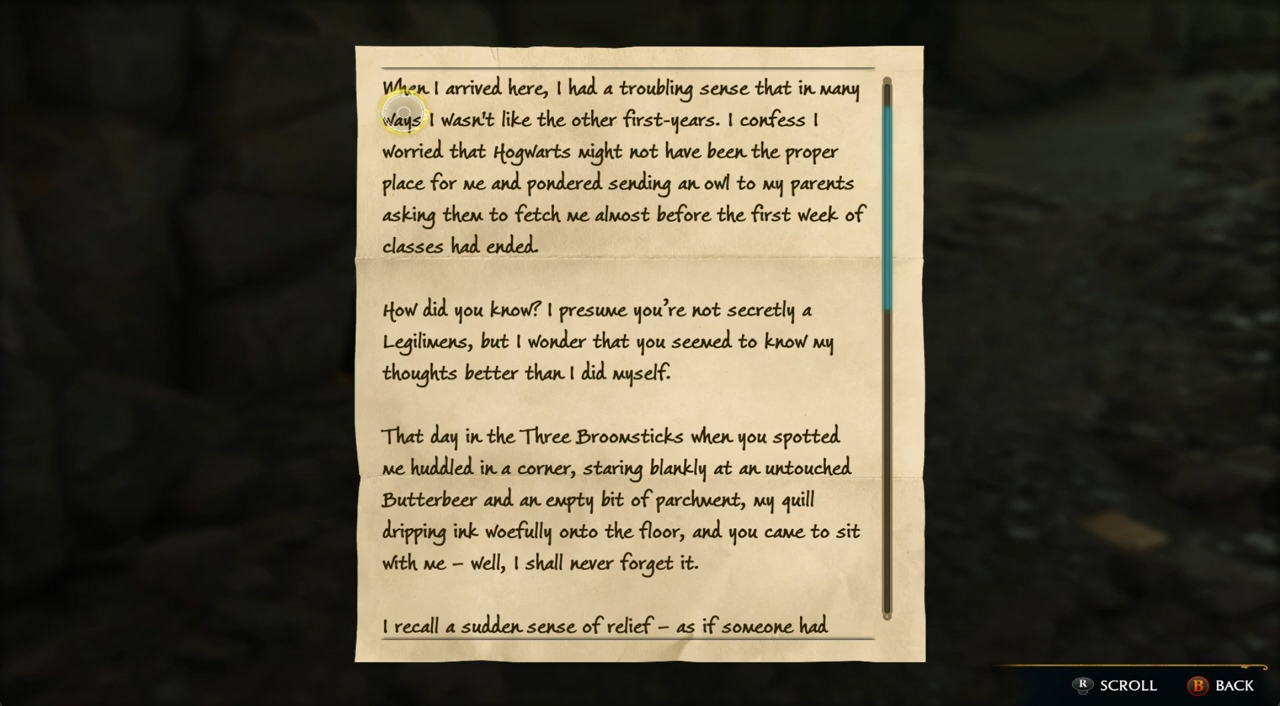 When I arrived here, I had a troubling sense that in many
ways I wasn't like the other first-years. I confess I
worried that Hogwarts might not have been the proper
place for me and pondered sending an owl to my parents
asking them to fetch me almost before the first week of
classes had ended.
How did you know? I presume you're not secretly a
Legilimens, but I wonder that you seemed to know my
thoughts better than I did myself.
That day in the Three Broomsticks when you spotted
me huddled in a corner, staring blankly at an untouched
Butterbeer and an empty bit of parchment, my quill
dripping ink woefully onto the floor, and you came to sit
with me – well, I shall never forget it.
I recall a sudden sense of relief – as if someone had
R SCROLL B BACK